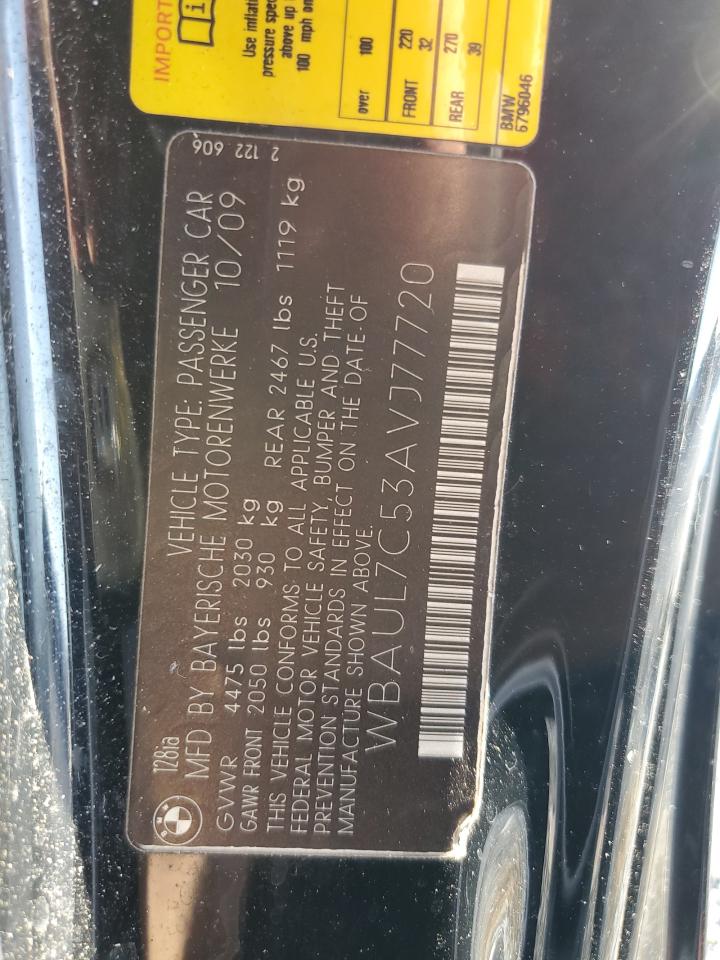 128ia
VEHICLE TYPE: PASSENGER CAR
MFD BY BAYERISCHE MOTORENWERKE 10/09
GVWR 4475 lbs 2030 kg
GAWR FRONT 2050 lbs 930 kg REAR 2467 lbs 1119 kg
THIS VEHICLE CONFORMS TO ALL APPLICABLE U.S.
FEDERAL MOTOR VEHICLE SAFETY, BUMPER AND THEFT
PREVENTION STANDARDS IN EFFECT ON THE DATE OF
MANUFACTURE SHOWN ABOVE.
WBAUL7C53AVJ77720
2 122 606
IMPORT
Use inflati
pressure spec
above up
100 mph on
over 100
FRONT 220
32
REAR 270
39
BMW
6796046